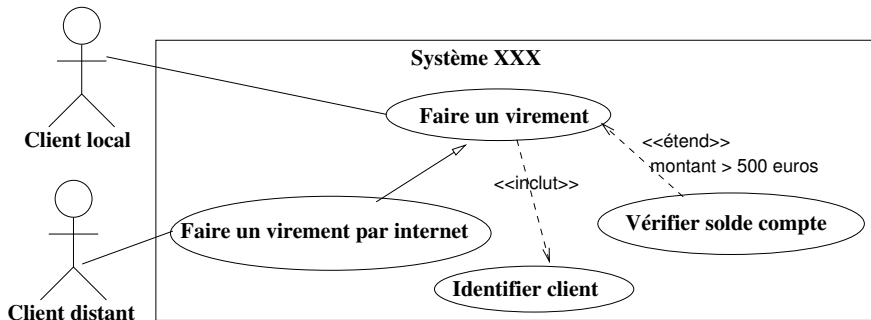 Système XXX
Faire un virement
Client local
<<étend>>
montant > 500 euros
<<inclut>>
Faire un virement par internet
Vérifier solde compte
Identifier client
Client distant